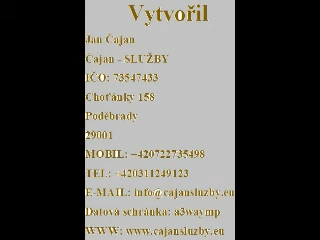 Vytvořil
Jan Čajan
Čajan - SLUŽBY
IČO: 73547433
Choťánky 158
Poděbrady
29001
MOBIL: +420722735498
TEL: +420311249123
E-MAIL: info@cajansluzby.eu
Datová schránka: a3waymp
WWW: www.cajansluzby.eu